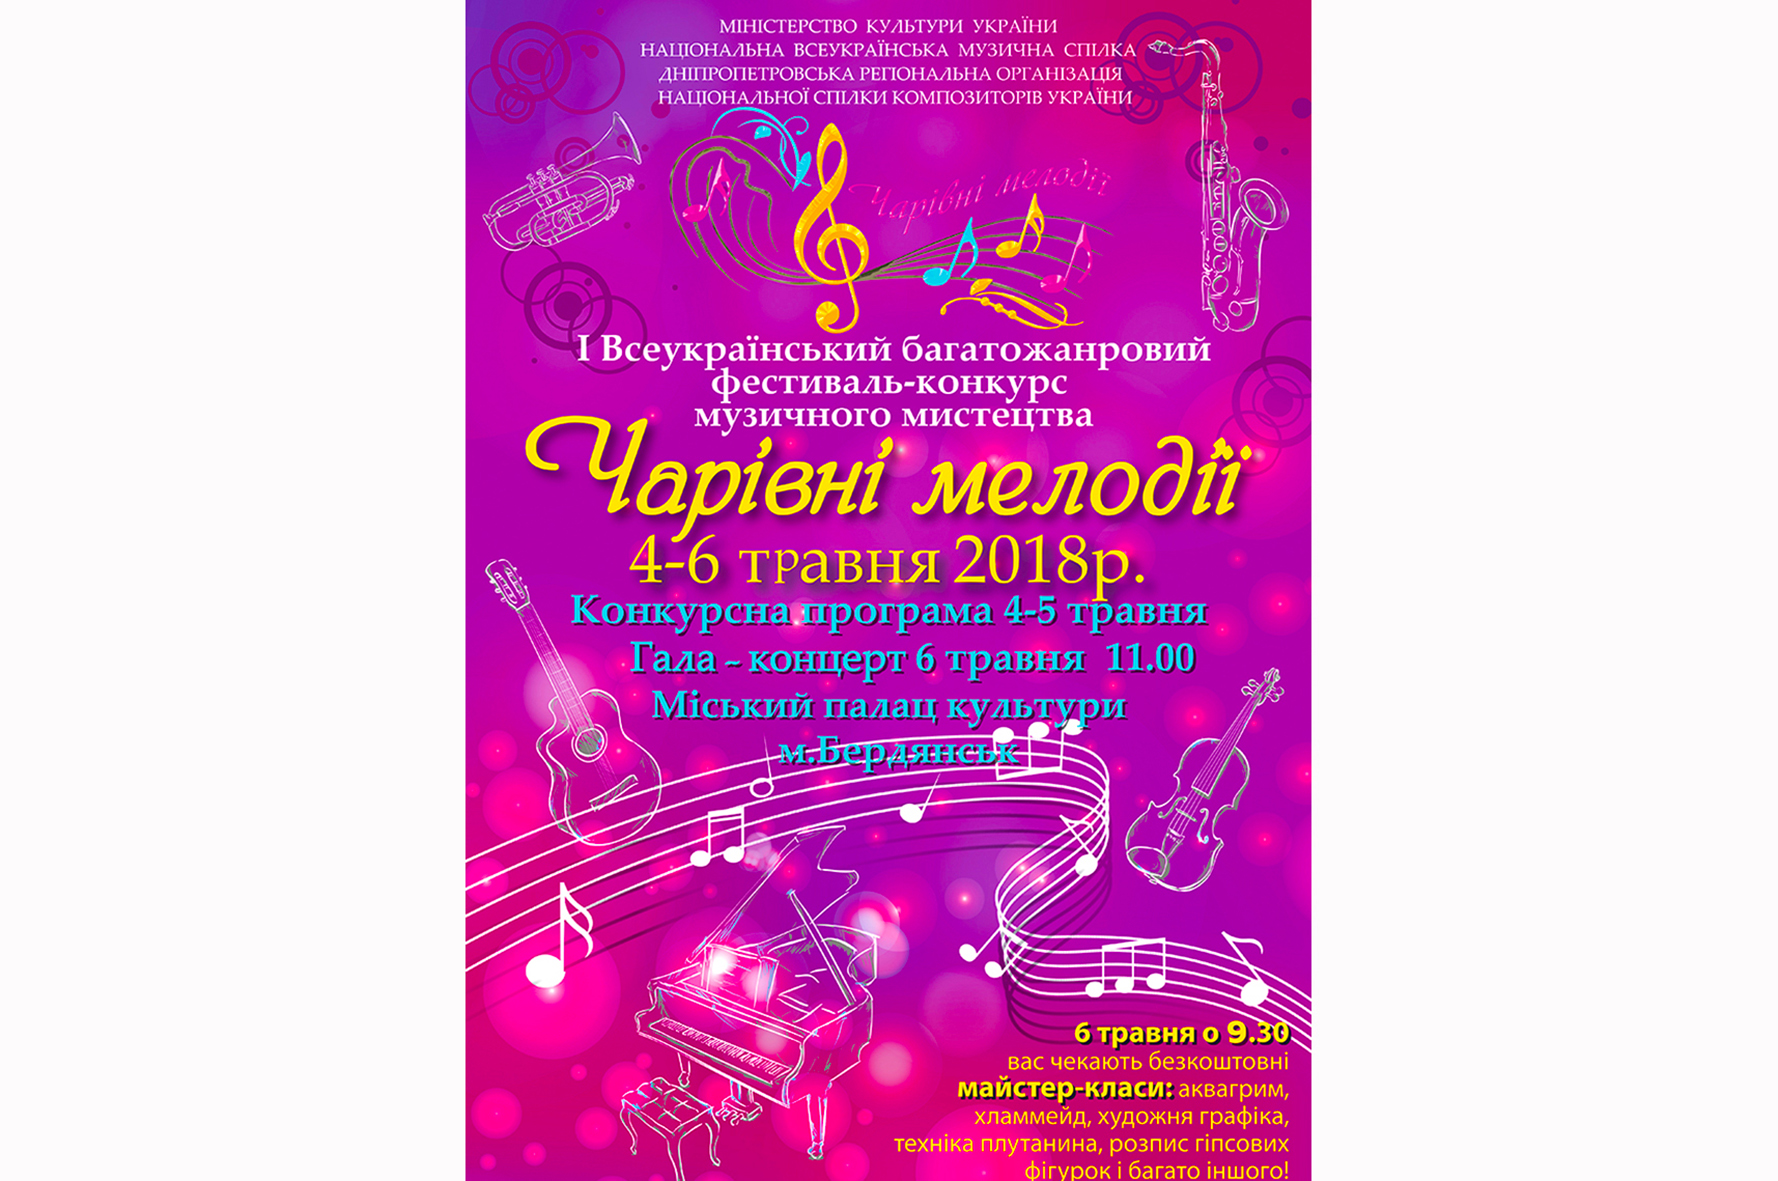 МІНІСТЕРСТВО КУЛЬТУРИ УКРАЇНИ
НАЦІОНАЛЬНА ВСЕУКРАЇНСЬКА МУЗИЧНА СПІЛКА
ДНІПРОПЕТРОВСЬКА РЕГІОНАЛЬНА ОРГАНІЗАЦІЯ
НАЦІОНАЛЬНОЇ СПІЛКИ КОМПОЗИТОРІВ УКРАЇНИ
Чарівні мелодії
І Всеукраїнський багатожанровий
фестиваль-конкурс
музичного мистецтва
Чарівні мелодії
4-6 травня 2018р.
Конкурсна програма 4-5 травня
Гала - концерт 6 травня 11.00
Міський палац культури
м.Бердянськ
6 травня о 9.30
вас чекають безкоштовні
майстер-класи: аквагрим,
хламмейд, художня графіка,
техніка плутанина, розпис гіпсових
фігурок і багато іншого!